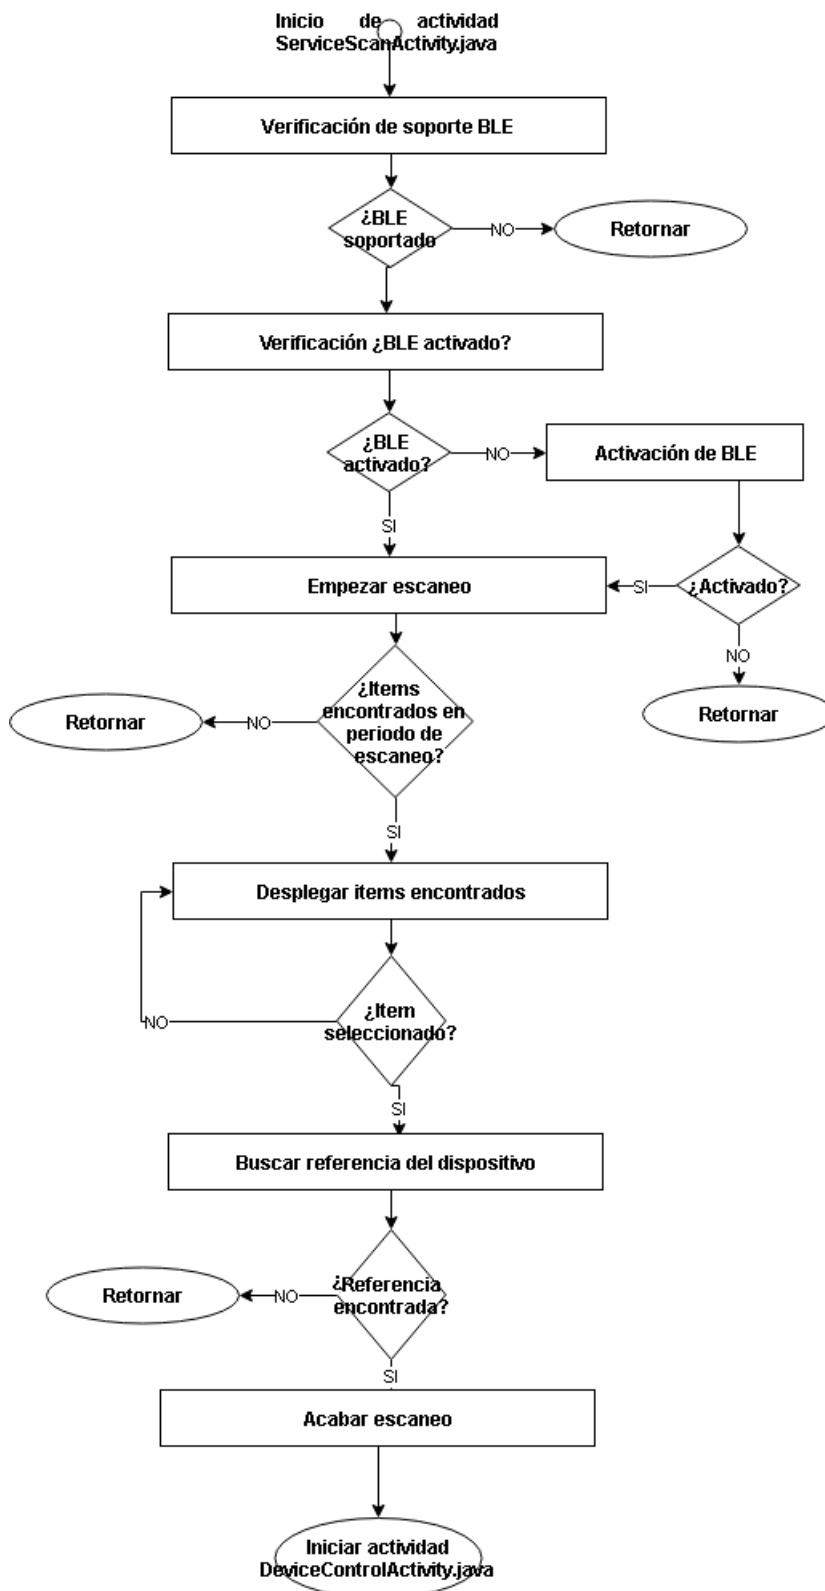 Inicio de actividad
ServiceScanActivity.java
Verificación de soporte BLE
¿BLE
soportado
NO
Retornar
Verificación ¿BLE activado?
¿BLE
activado?
NO
Activación de BLE
SI
Empezar escaneo
SI
¿Activado?
NO
Retornar
¿Items
encontrados en
periodo de
escaneo?
NO
Retornar
SI
Desplegar items encontrados
¿Item
seleccionado?
NO
SI
Buscar referencia del dispositivo
¿Referencia
encontrada?
NO
Retornar
SI
Acabar escaneo
Iniciar actividad
DeviceControlActivity.java